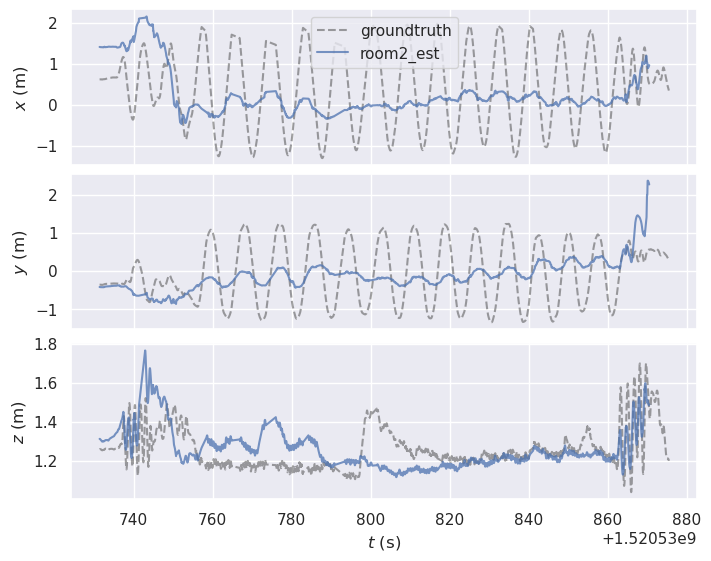 groundtruth
room2_est
2
1
0
−1
x (m)
2
1
0
−1
y (m)
1.8
1.6
1.4
1.2
z (m)
740 760 780 800 820 840 860 880
t (s)
+1.52053e9